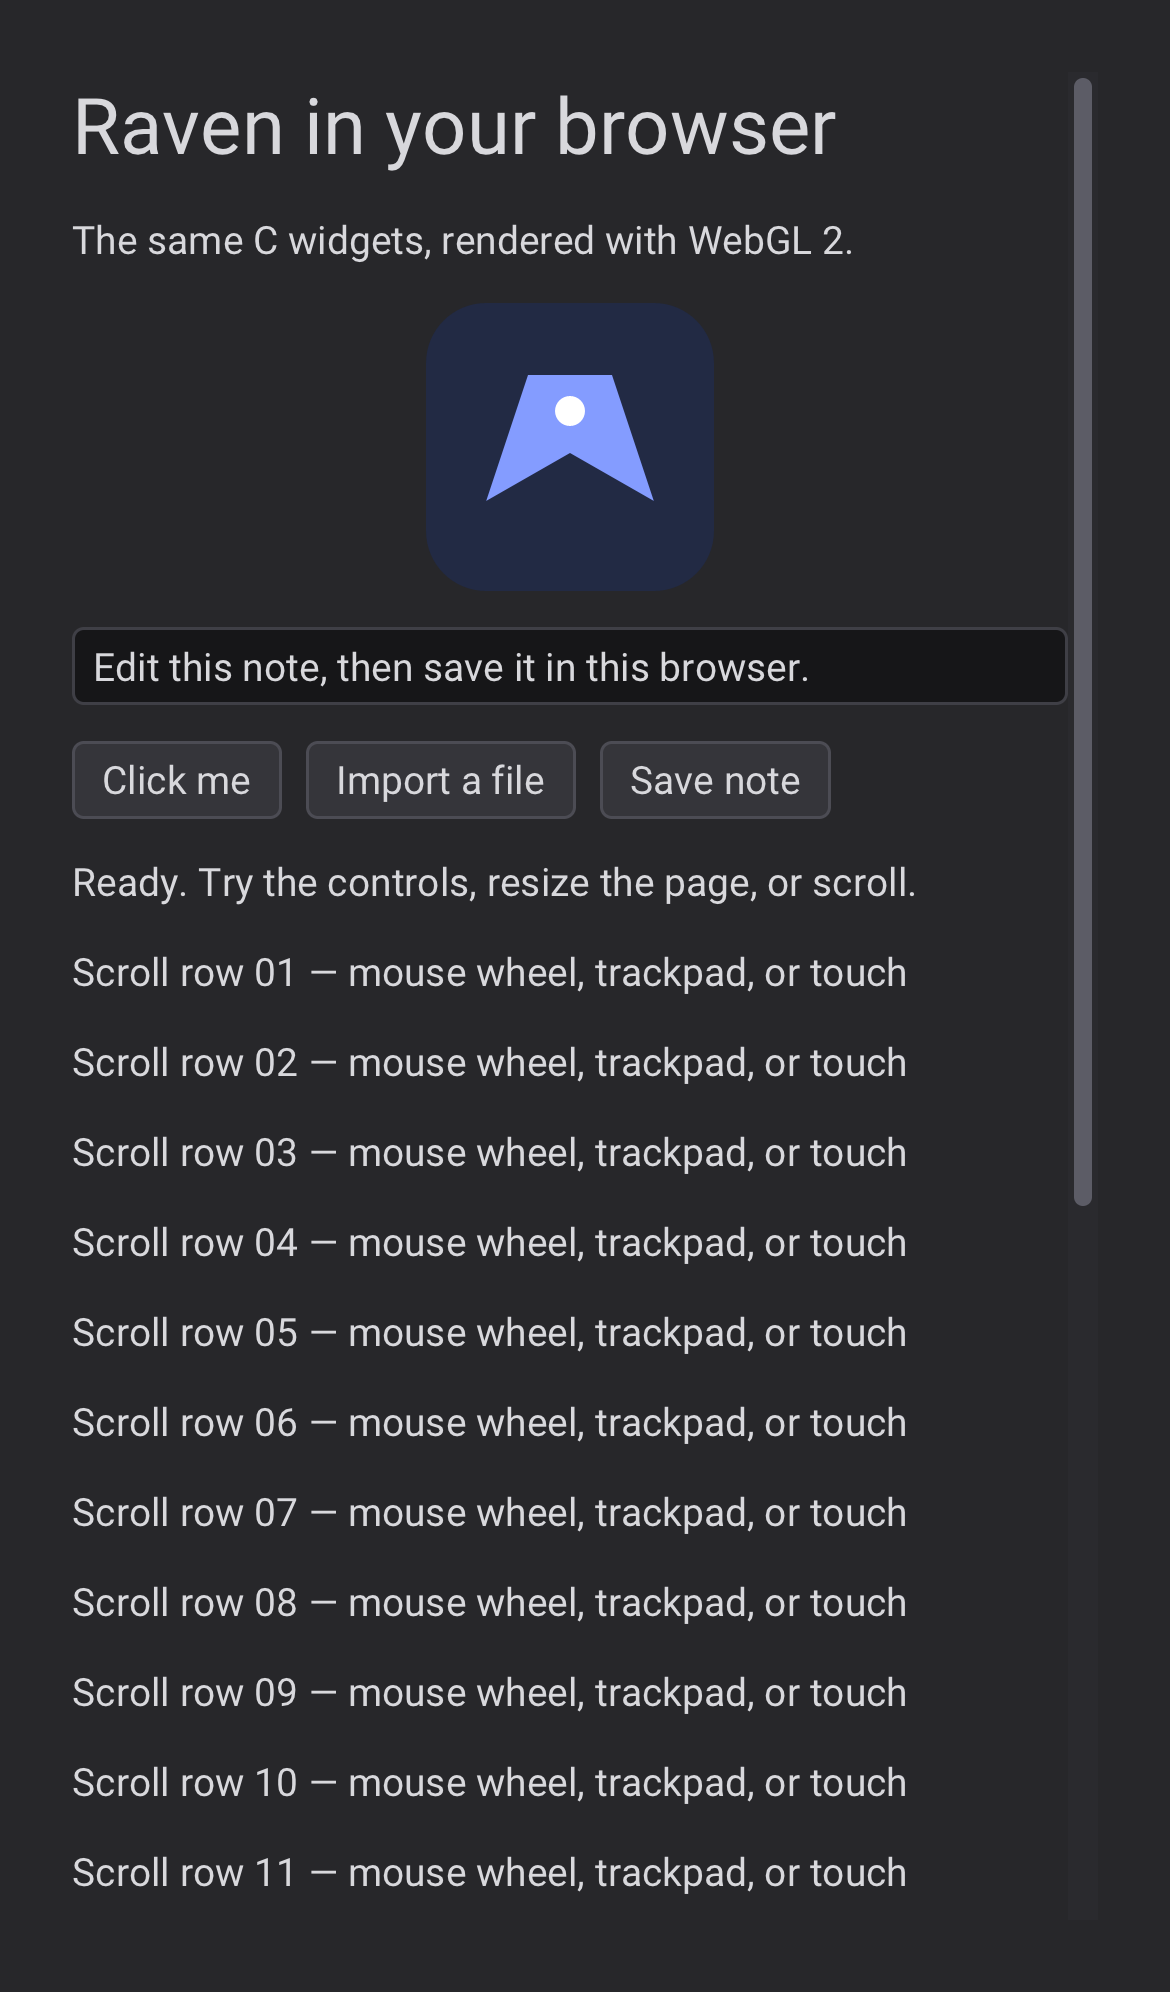 Raven in your browser
The same C widgets, rendered with WebGL 2.
Edit this note, then save it in this browser.
Click me
Import a file
Save note
Ready. Try the controls, resize the page, or scroll.
Scroll row 01 — mouse wheel, trackpad, or touch
Scroll row 02 — mouse wheel, trackpad, or touch
Scroll row 03 — mouse wheel, trackpad, or touch
Scroll row 04 — mouse wheel, trackpad, or touch
Scroll row 05 — mouse wheel, trackpad, or touch
Scroll row 06 — mouse wheel, trackpad, or touch
Scroll row 07 — mouse wheel, trackpad, or touch
Scroll row 08 — mouse wheel, trackpad, or touch
Scroll row 09 — mouse wheel, trackpad, or touch
Scroll row 10 — mouse wheel, trackpad, or touch
Scroll row 11 — mouse wheel, trackpad, or touch